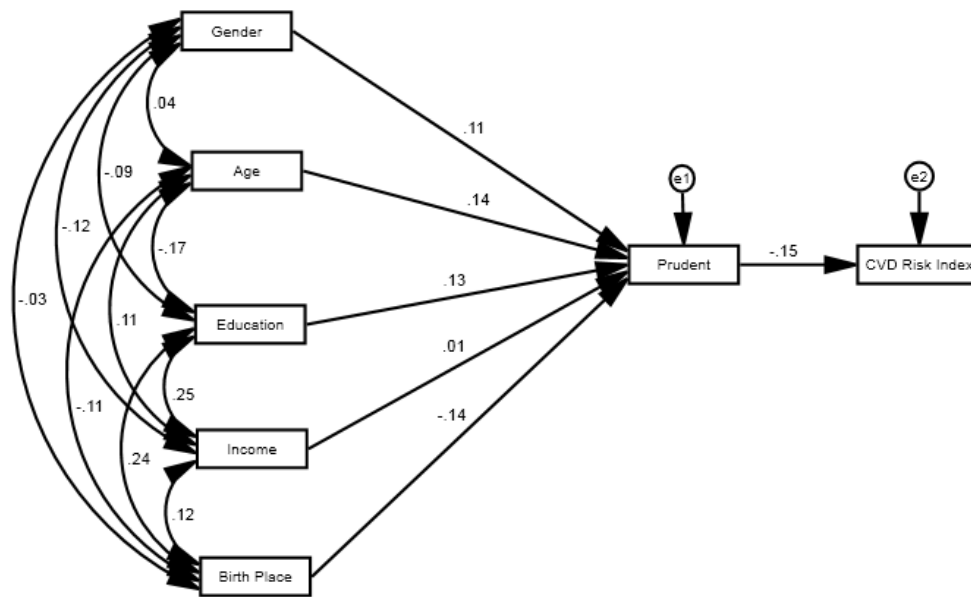 Gender
.04
.11
Age
-.09
.14
e1
e2
-.12
-.17
Prudent
-.15
CVD Risk Index
-.03
.13
Education
.11
.01
.25
-.11
-.14
Income
.24
.12
Birth Place